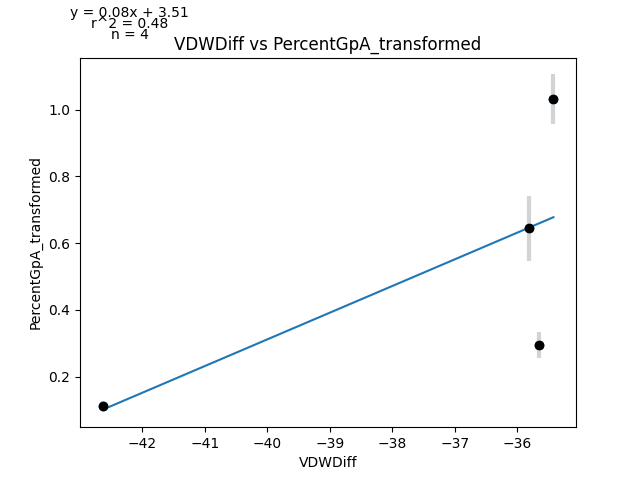 y = 0.08x + 3.51
r^2 = 0.48
n = 4
VDWDiff vs PercentGpA_transformed
PercentGpA_transformed
1.0
0.8
0.6
0.4
0.2
−42
−41
−40
−39
−38
−37
−36
VDWDiff